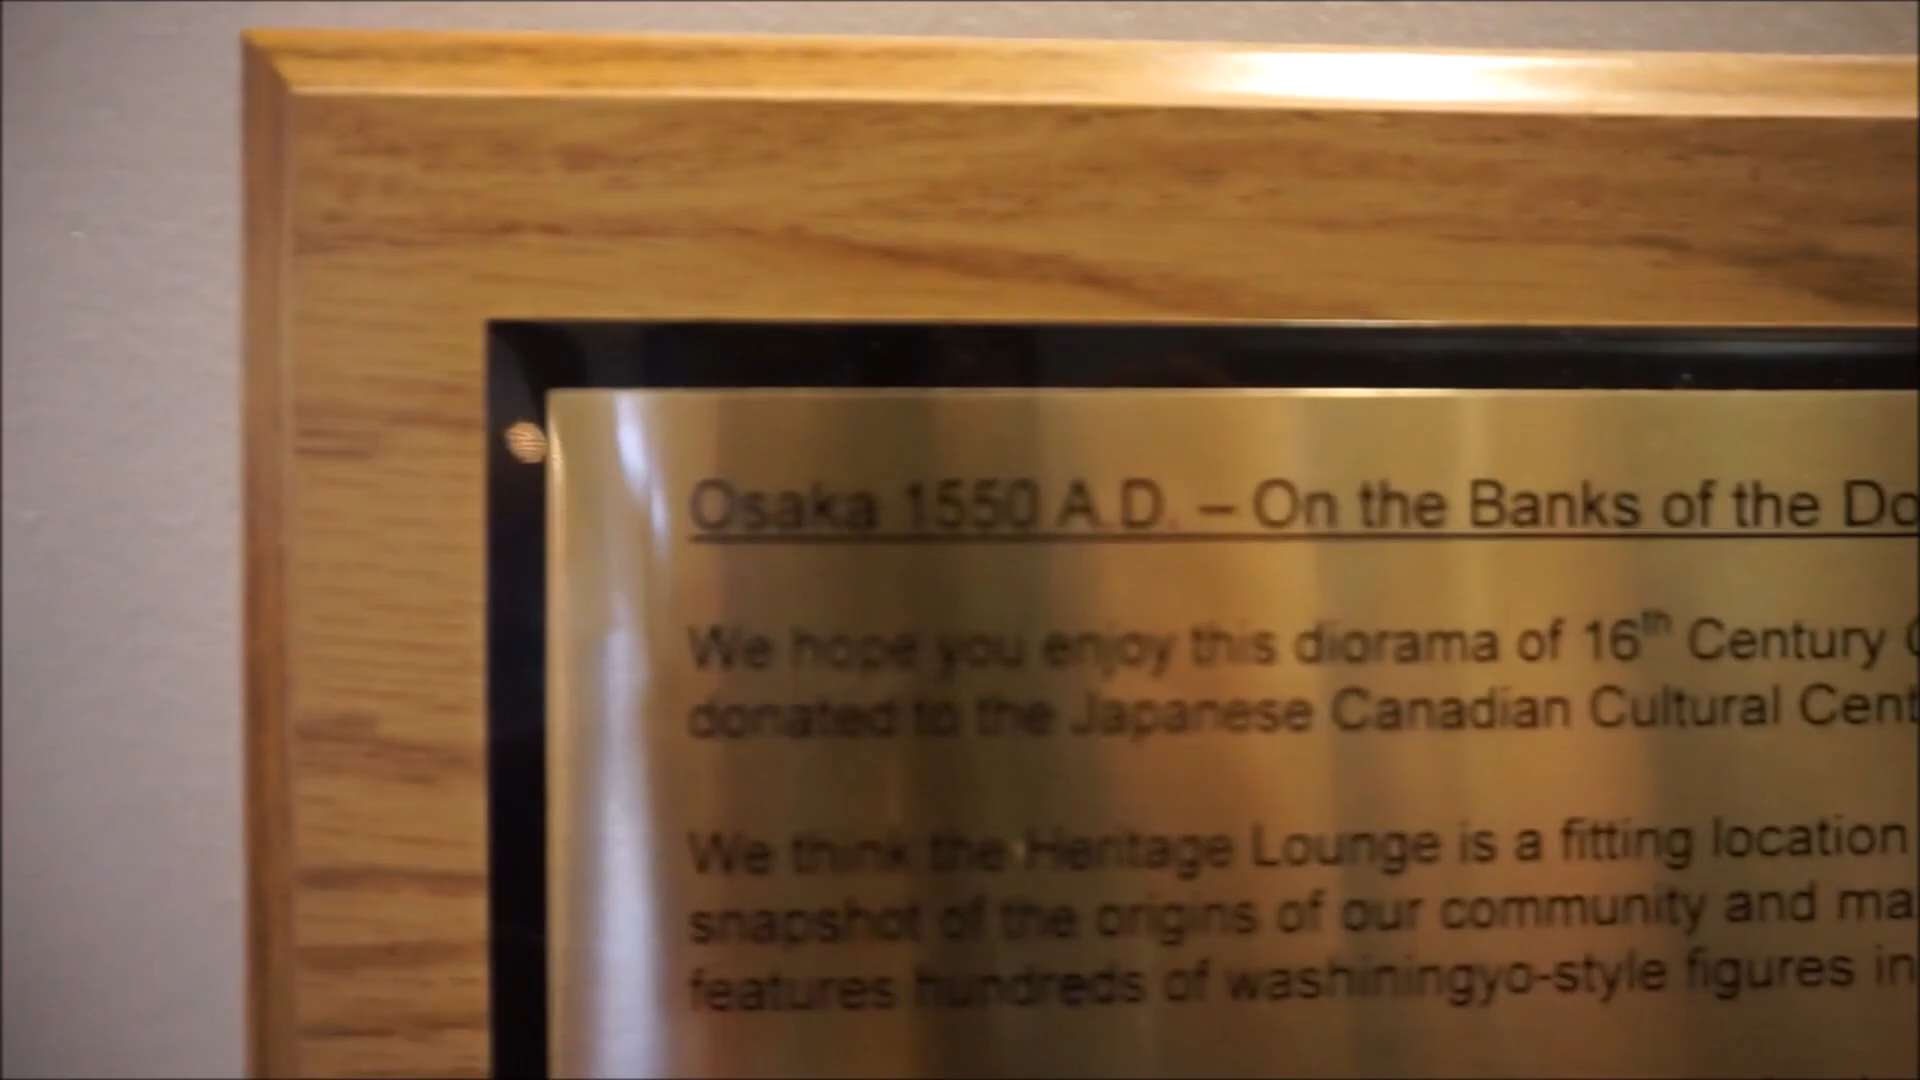 Osaka 1550 A.D. – On the Banks of the Do
We hope you enjoy this diorama of 16th Century
donated to the Japanese Canadian Cultural Cent
We think the Heritage Lounge is a fitting location
snapshot of the origins of our community and ma
features hundreds of washiningyo-style figures in